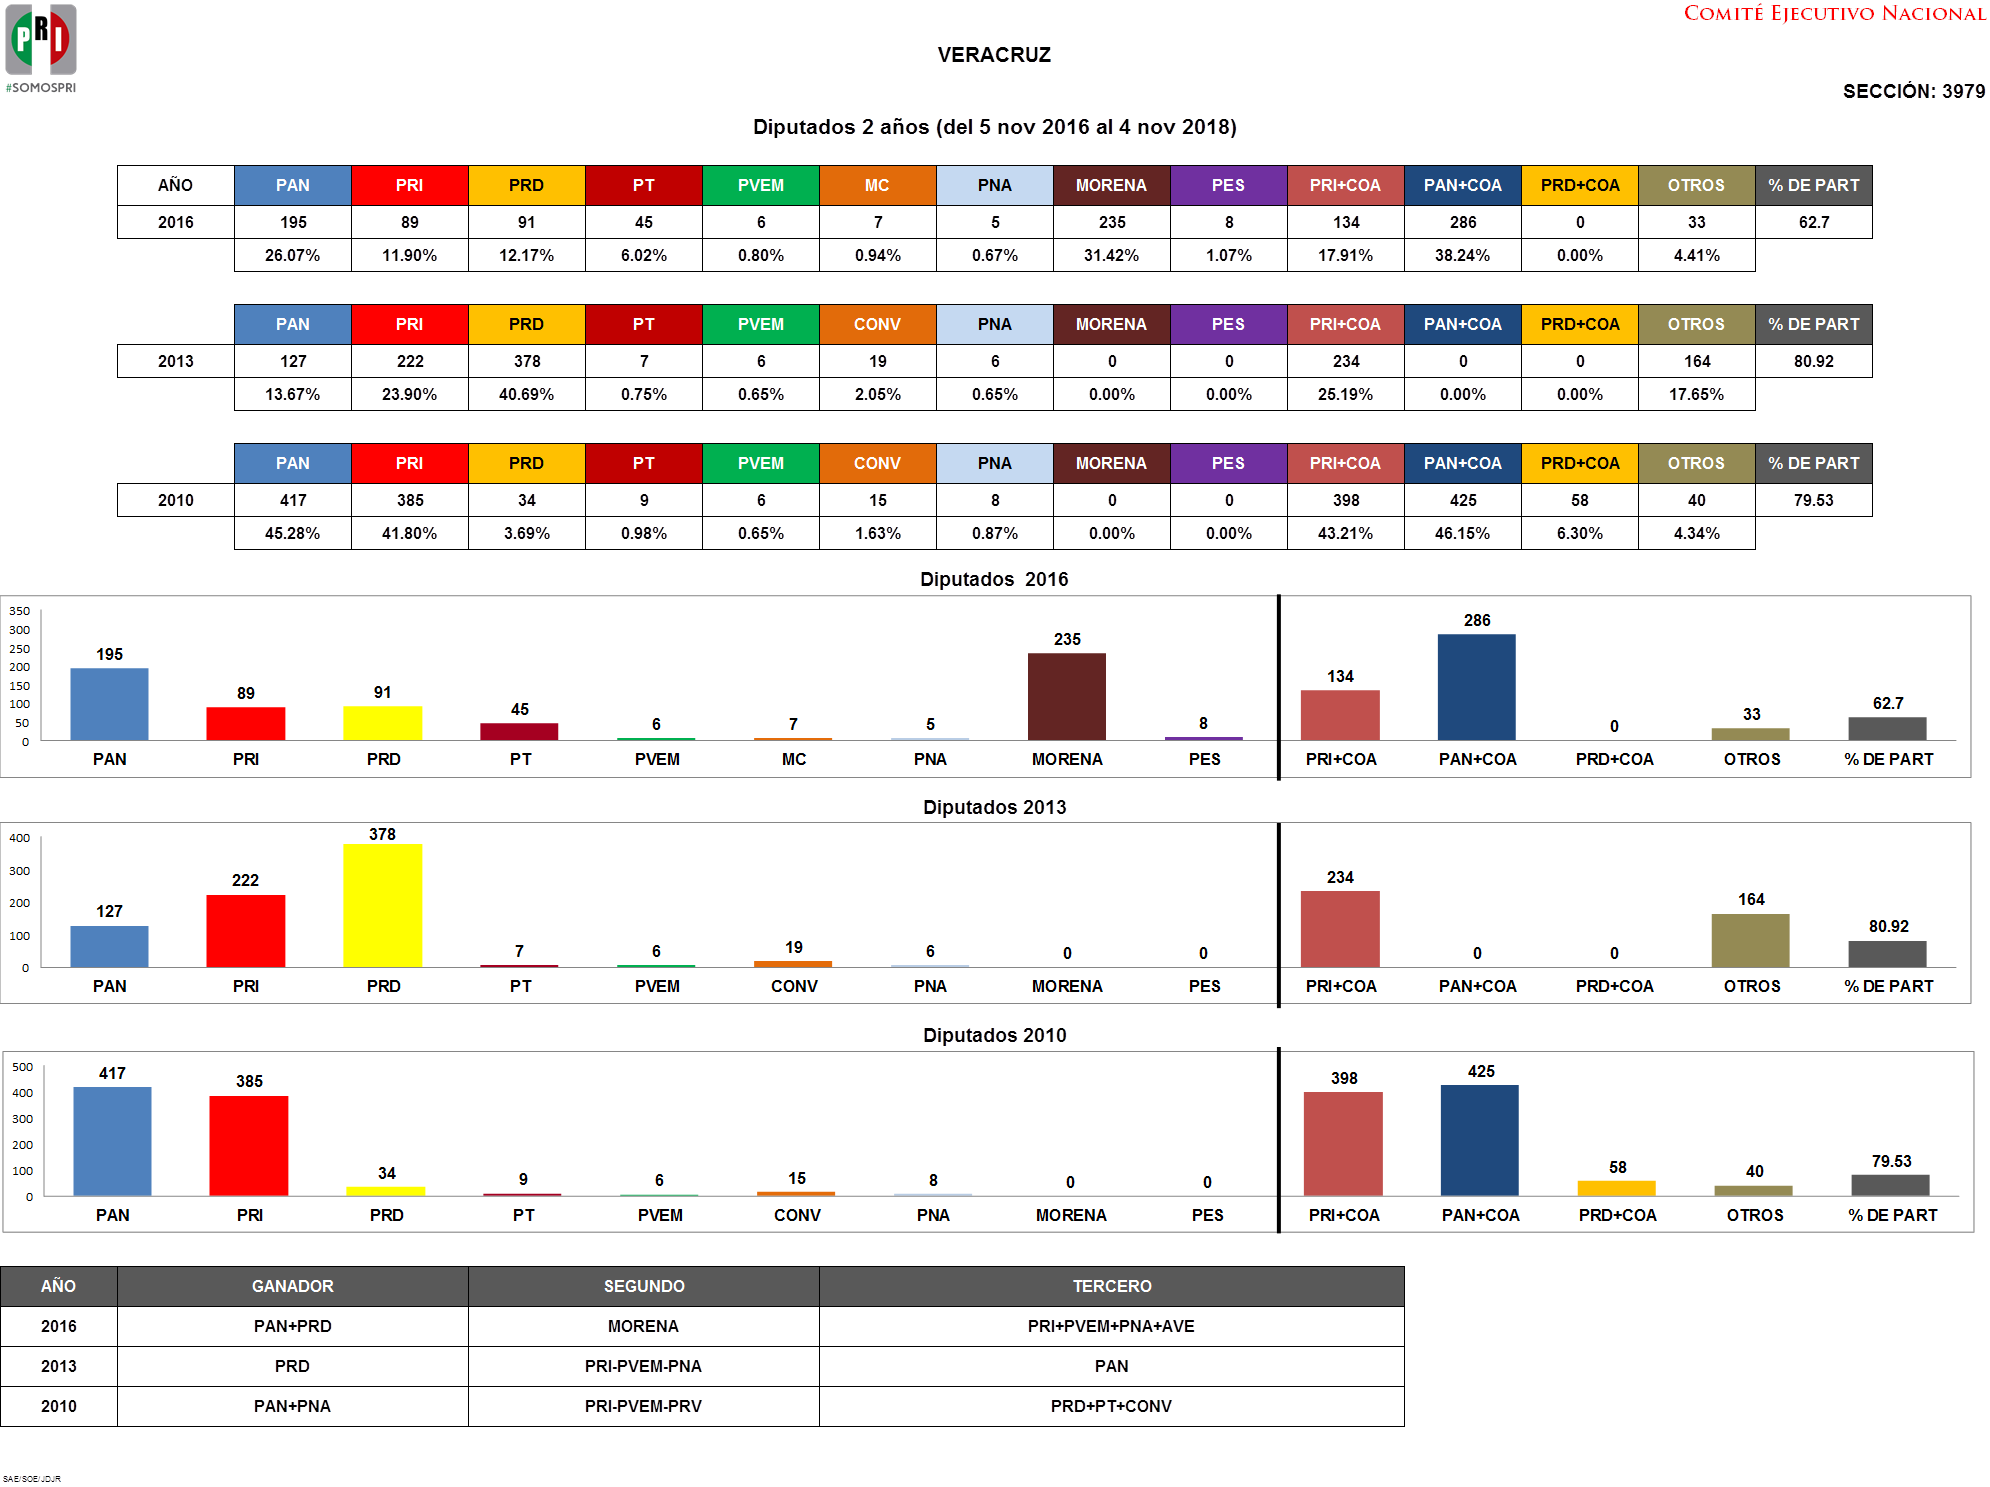 PRI
#SOMOSPRI
COMITÉ EJECUTIVO NACIONAL
VERACRUZ
SECCIÓN: 3979
Diputados 2 años (del 5 nov 2016 al 4 nov 2018)
AÑO PAN PRI PRD PT PVEM MC PNA MORENA PES PRI+COA PAN+COA PRD+COA OTROS % DE PART
2016 195 89 91 45 6 7 5 235 8 134 286 0 33 62.7
26.07% 11.90% 12.17% 6.02% 0.80% 0.94% 0.67% 31.42% 1.07% 17.91% 38.24% 0.00% 4.41%
PAN PRI PRD PT PVEM CONV PNA MORENA PES PRI+COA PAN+COA PRD+COA OTROS % DE PART
2013 127 222 378 7 6 19 6 0 0 234 0 0 164 80.92
13.67% 23.90% 40.69% 0.75% 0.65% 2.05% 0.65% 0.00% 0.00% 25.19% 0.00% 0.00% 17.65%
PAN PRI PRD PT PVEM CONV PNA MORENA PES PRI+COA PAN+COA PRD+COA OTROS % DE PART
2010 417 385 34 9 6 15 8 0 0 398 425 58 40 79.53
45.28% 41.80% 3.69% 0.98% 0.65% 1.63% 0.87% 0.00% 0.00% 43.21% 46.15% 6.30% 4.34%
Diputados 2016
350
300
250
200
150
100
50
0
195 89 91 45 6 7 5 235 8 134 286 0 33 62.7
PAN PRI PRD PT PVEM MC PNA MORENA PES PRI+COA PAN+COA PRD+COA OTROS % DE PART
Diputados 2013
400
300
200
100
0
127 222 378 7 6 19 6 0 0 234 0 0 164 80.92
PAN PRI PRD PT PVEM CONV PNA MORENA PES PRI+COA PAN+COA PRD+COA OTROS % DE PART
Diputados 2010
500
400
300
200
100
0
417 385 34 9 6 15 8 0 0 398 425 58 40 79.53
PAN PRI PRD PT PVEM CONV PNA MORENA PES PRI+COA PAN+COA PRD+COA OTROS % DE PART
AÑO GANADOR SEGUNDO TERCERO
2016 PAN+PRD MORENA PRI+PVEM+PNA+AVE
2013 PRD PRI-PVEM-PNA PAN
2010 PAN+PNA PRI-PVEM-PRV PRD+PT+CONV
SAE/SOE/JDJR